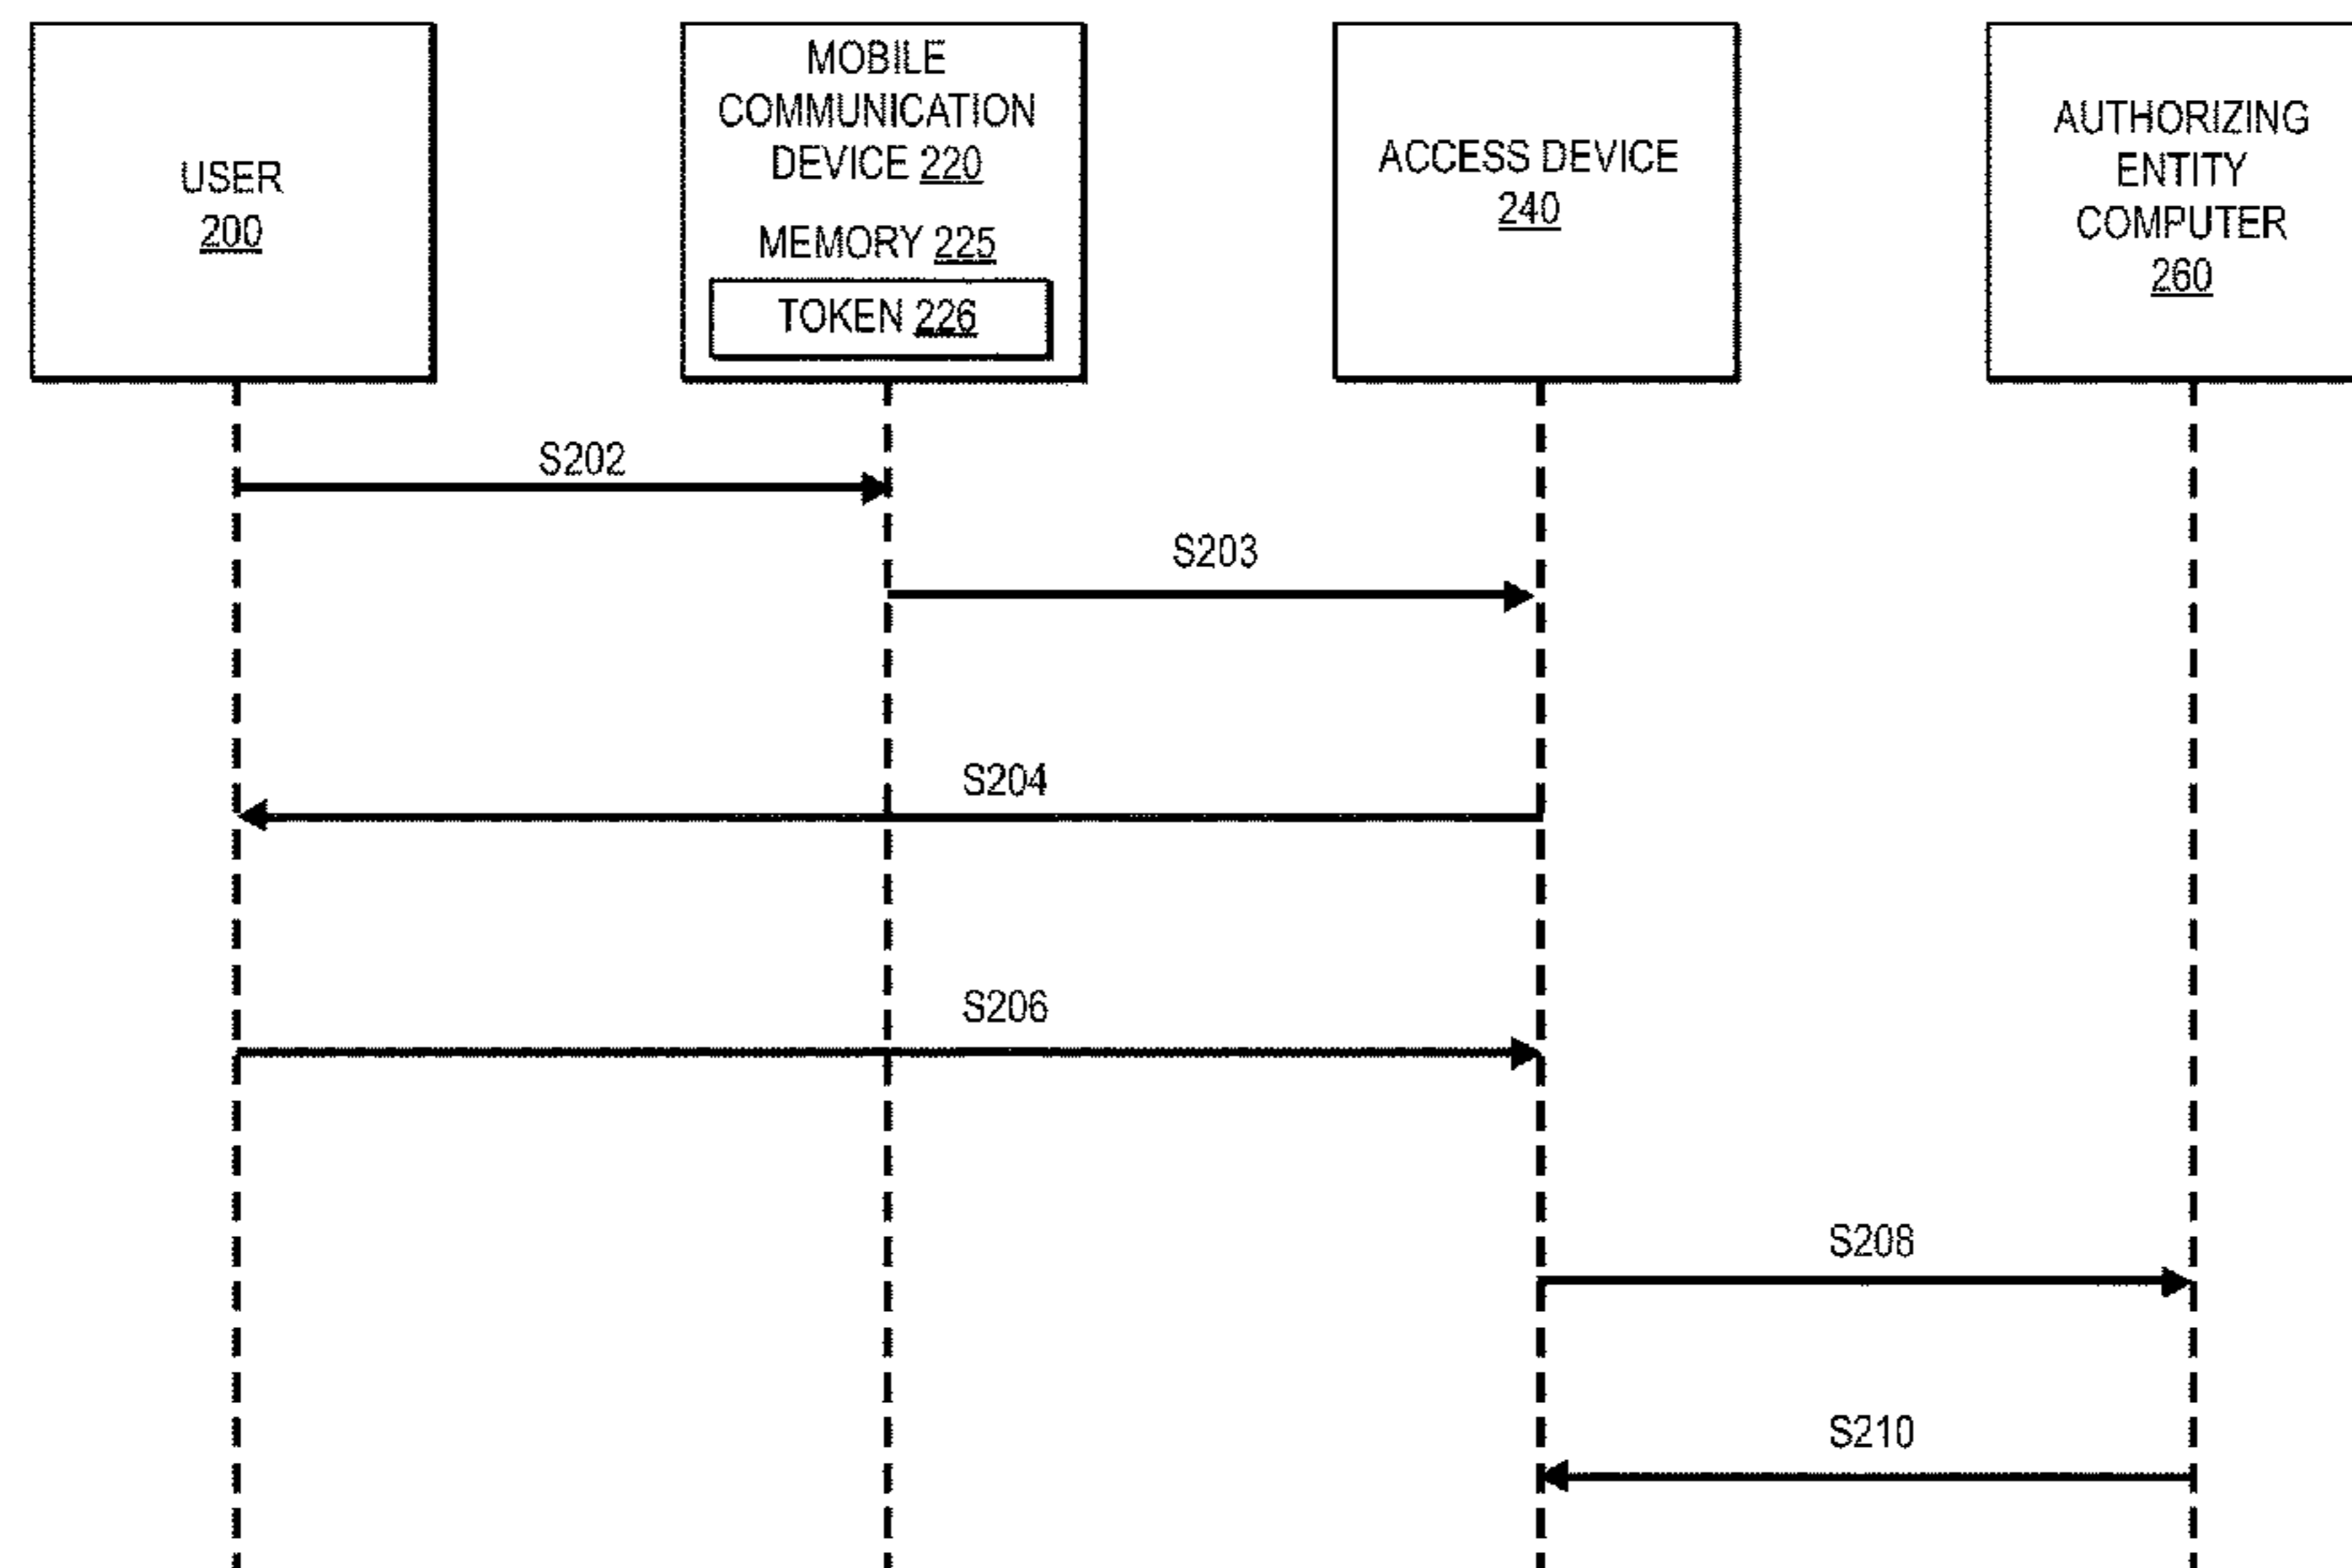 USER
200
MOBILE
COMMUNICATION
DEVICE 220
MEMORY 225
TOKEN 226
ACCESS DEVICE
240
AUTHORIZING
ENTITY
COMPUTER
260
S202
S203
S204
S206
S208
S210